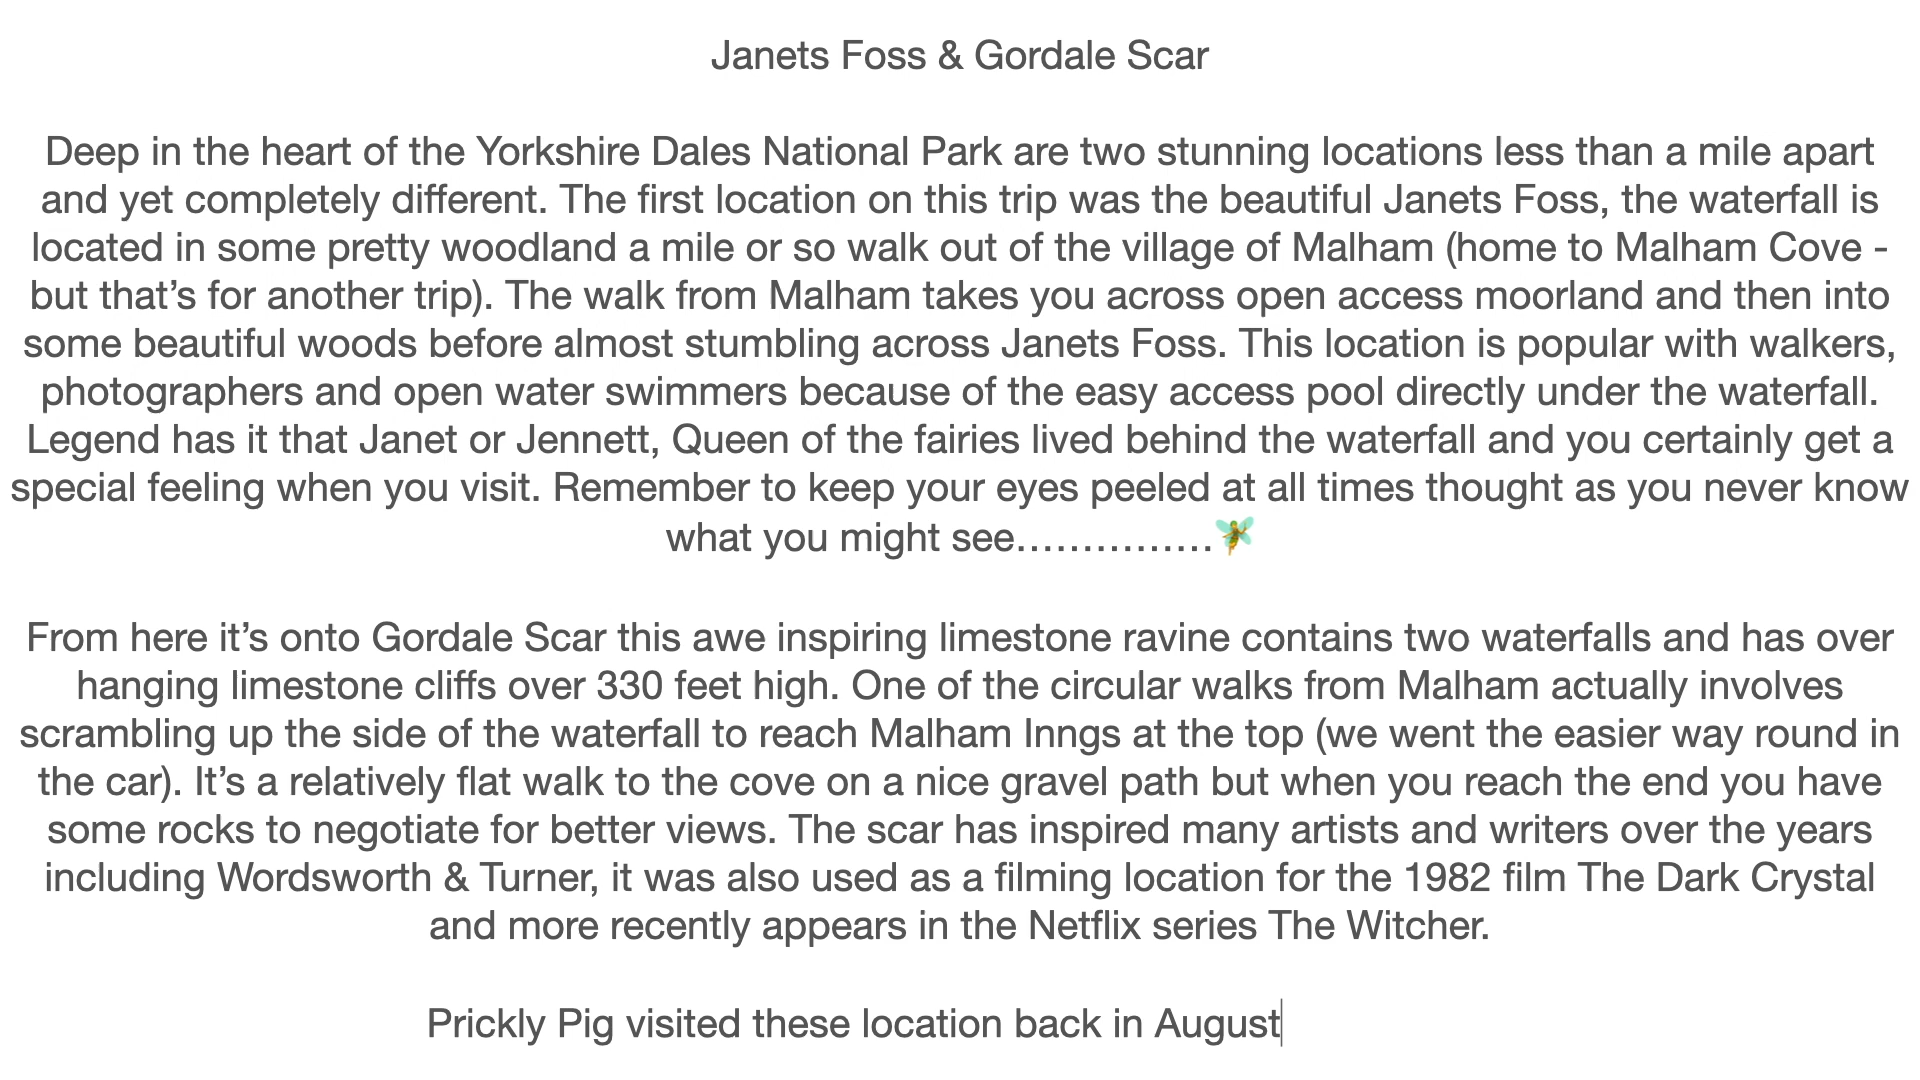 Janets Foss & Gordale Scar
Deep in the heart of the Yorkshire Dales National Park are two stunning locations less than a mile apart
and yet completely different. The first location on this trip was the beautiful Janets Foss, the waterfall is
located in some pretty woodland a mile or so walk out of the village of Malham (home to Malham Cove -
but that’s for another trip). The walk from Malham takes you across open access moorland and then into
some beautiful woods before almost stumbling across Janets Foss. This location is popular with walkers,
photographers and open water swimmers because of the easy access pool directly under the waterfall.
Legend has it that Janet or Jennett, Queen of the fairies lived behind the waterfall and you certainly get a
special feeling when you visit. Remember to keep your eyes peeled at all times thought as you never know
what you might see……………🧚
From here it’s onto Gordale Scar this awe inspiring limestone ravine contains two waterfalls and has over
hanging limestone cliffs over 330 feet high. One of the circular walks from Malham actually involves
scrambling up the side of the waterfall to reach Malham Inngs at the top (we went the easier way round in
the car). It’s a relatively flat walk to the cove on a nice gravel path but when you reach the end you have
some rocks to negotiate for better views. The scar has inspired many artists and writers over the years
including Wordsworth & Turner, it was also used as a filming location for the 1982 film The Dark Crystal
and more recently appears in the Netflix series The Witcher.
Prickly Pig visited these location back in August